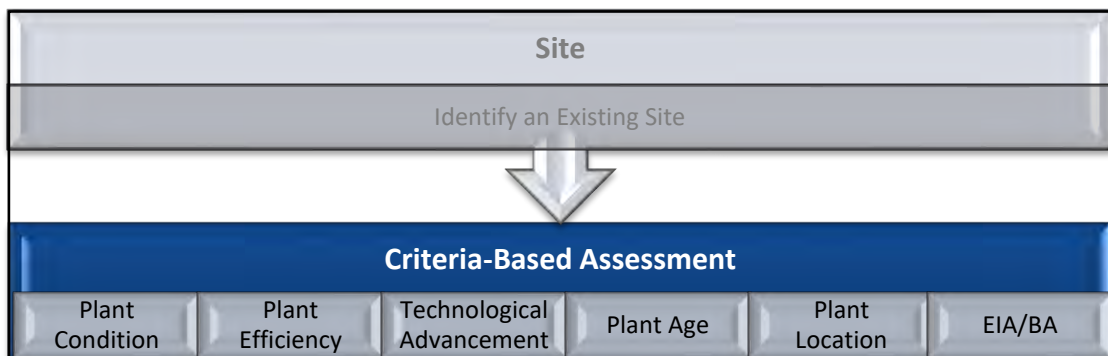 Site
Identify an Existing Site
Criteria-Based Assessment
Plant
Condition
Plant
Efficiency
Technological
Advancement
Plant Age
Plant
Location
EIA/BA